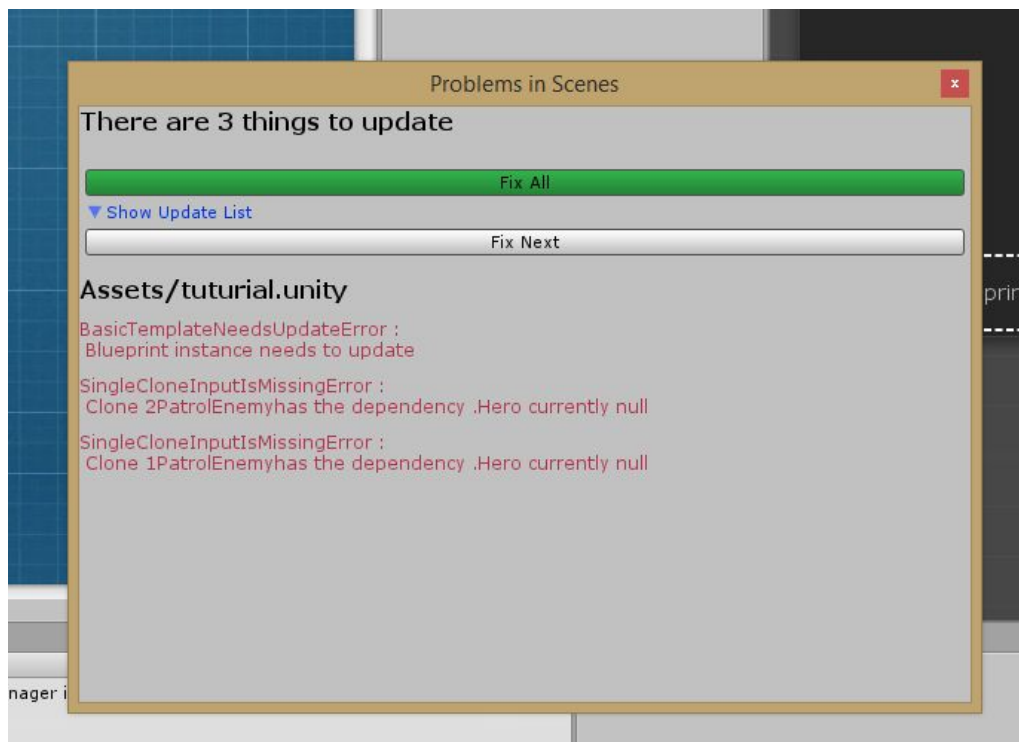 Problems in Scenes
x
There are 3 things to update
Fix All
▼ Show Update List
Fix Next
Assets/tuturial.unity
BasicTemplateNeedsUpdateError :
Blueprint instance needs to update
SingleCloneInputIsMissingError :
Clone 2PatrolEnemyhas the dependency .Hero currently null
SingleCloneInputIsMissingError :
Clone 1PatrolEnemyhas the dependency .Hero currently null
prin
nager i